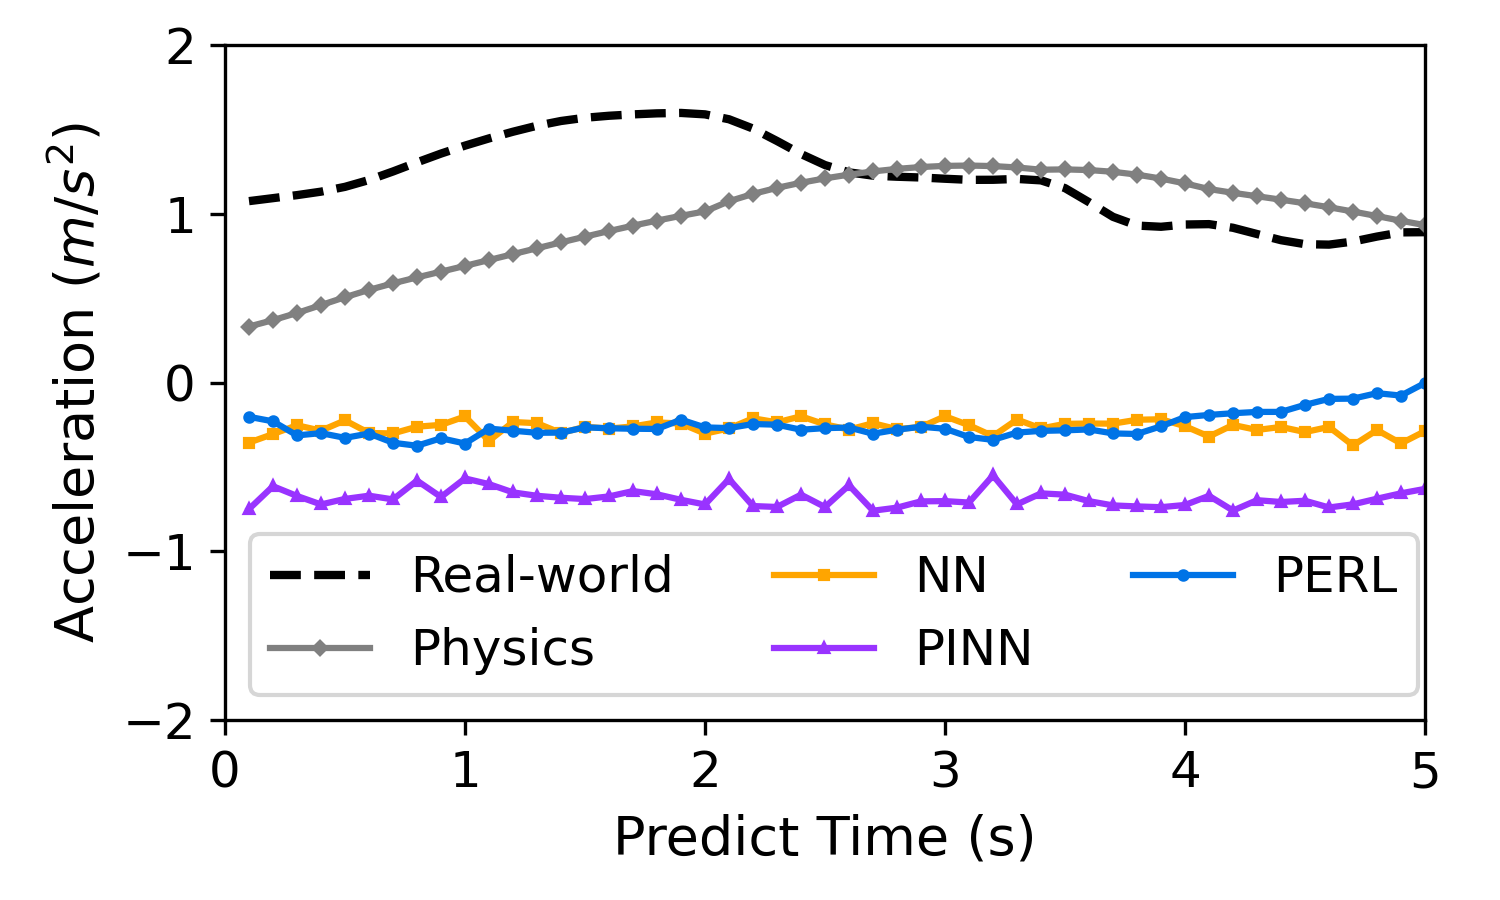 2
1
0
−1
−2
Acceleration (m/s²)
Real-world
Physics
NN
PINN
PERL
0 1 2 3 4 5
Predict Time (s)